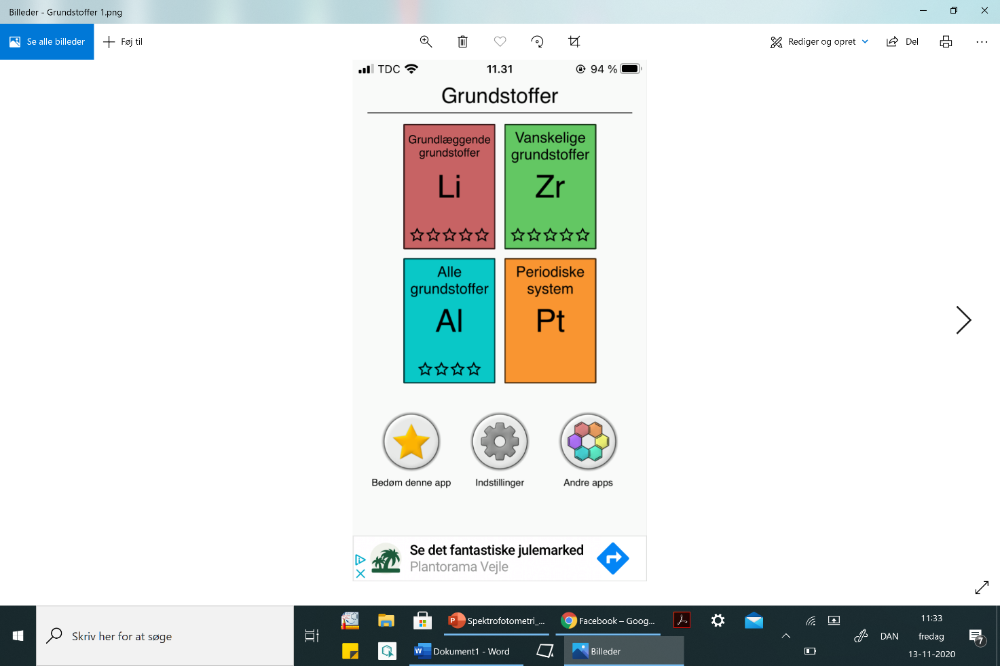 Billeder - Grundstoffer 1.png
Se alle billeder
Føj til
Rediger og opret
Del
TDC
11.31
94 %
Grundstoffer
Grundlæggende
grundstoffer
Li
Vanskelige
grundstoffer
Zr
Alle
grundstoffer
Al
Periodiske
system
Pt
Bedøm denne app
Indstillinger
Andre apps
Se det fantastiske julemarked
Plantorama Vejle
Skriv her for at søge
Spektrofotometri_...
Facebook – Goog...
Dokument1 - Word
Billeder
DAN
11:33
fredag
13-11-2020
7